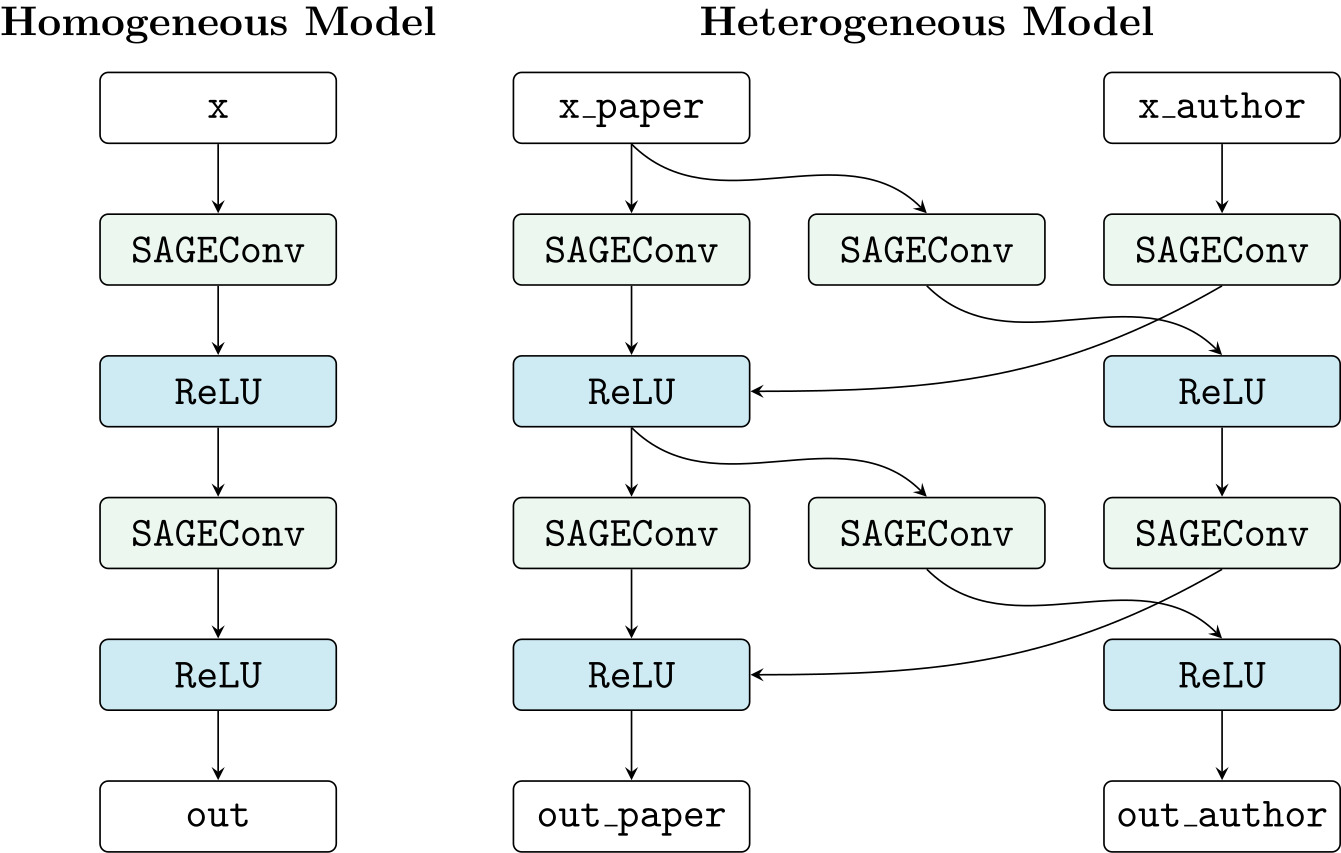 Homogeneous Model
x
SAGEConv
ReLU
SAGEConv
ReLU
out
Heterogeneous Model
x_paper
x_author
SAGEConv
SAGEConv
SAGEConv
ReLU
ReLU
SAGEConv
SAGEConv
SAGEConv
ReLU
ReLU
out_paper
out_author